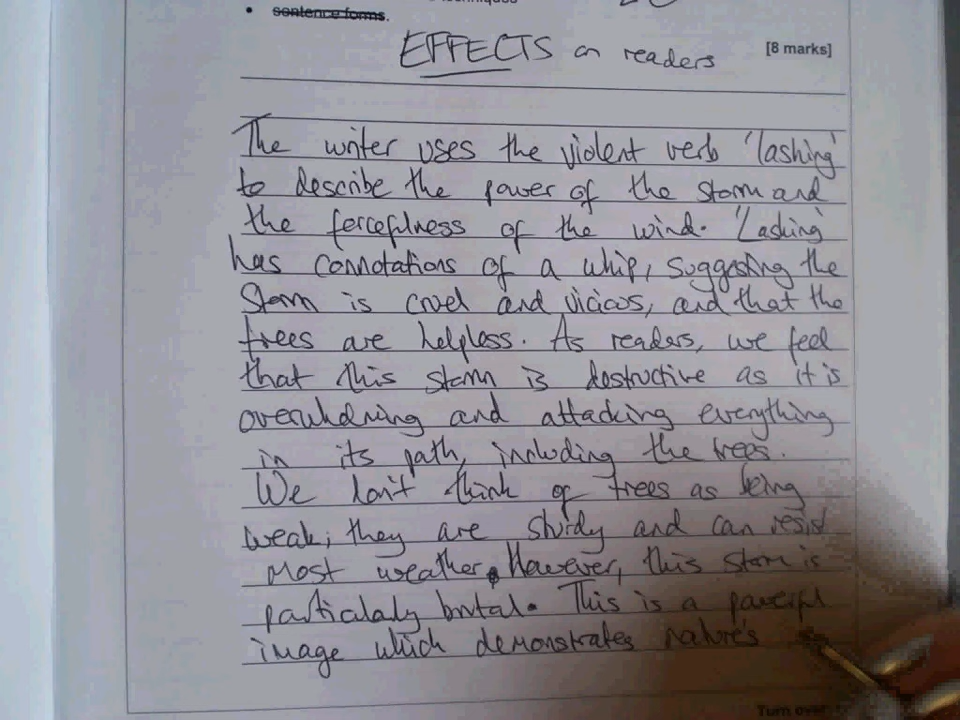 • sentence forms.
EFFECTS on readers
[8 marks]
The writer uses the violent verb 'lashing'
to describe the power of the storm and
the forcefulness of the wind. 'Lashing'
has connotations of a whip, suggesting the
storm is cruel and vicious, and that the
trees are helpless. As readers, we feel
that this storm is destructive as it is
overwhelming and attacking everything
in its path, including the trees.
We don't think of trees as being
weak; they are sturdy and can resist
most weather. However, this storm is
particularly brutal. This is a powerful
image which demonstrates nature's
Turn over